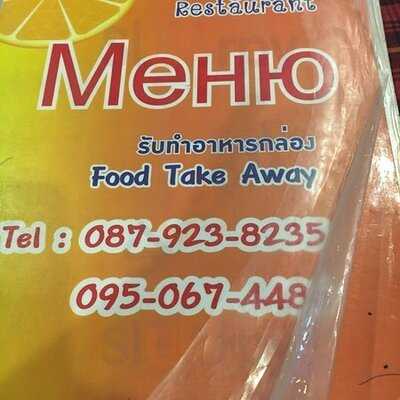 Restaurant
Меню
รับทำอาหารกล่อง
Food Take Away
Tel : 087-923-8235
095-067-448